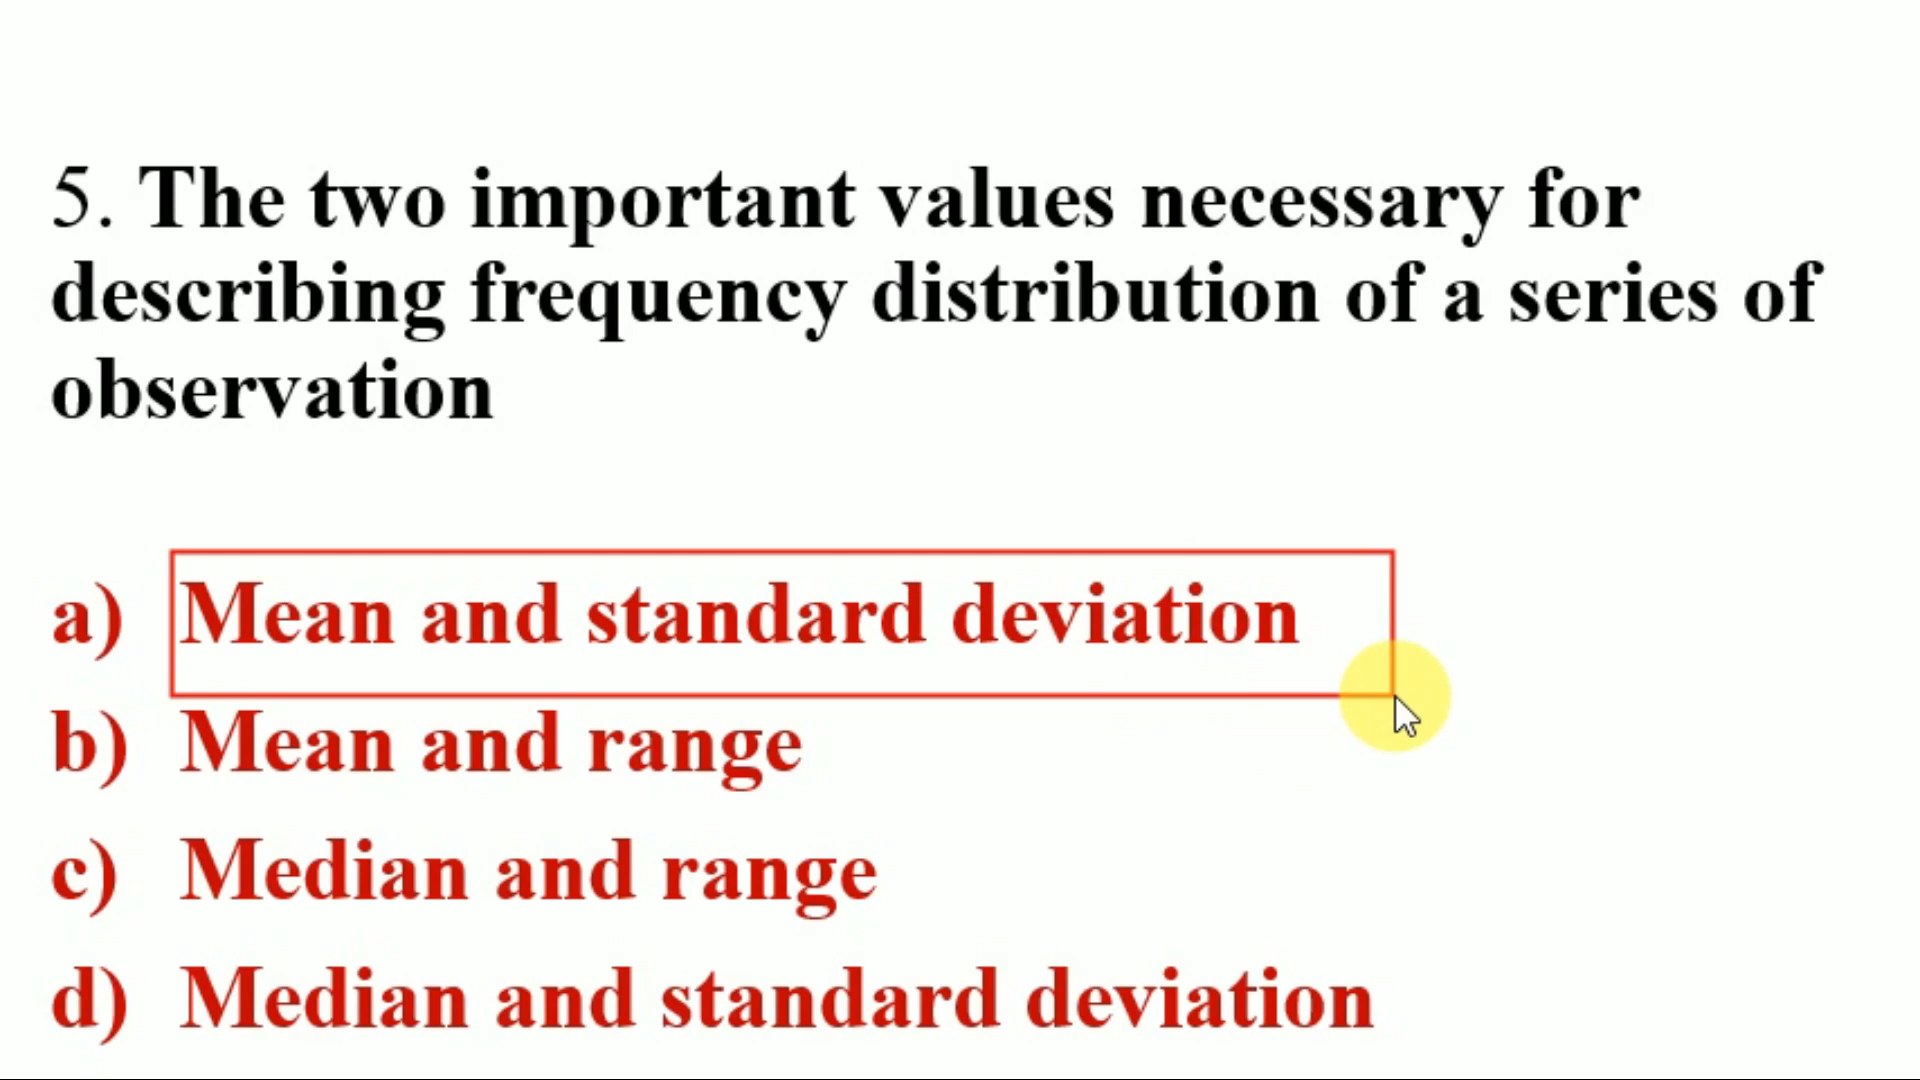 5. The two important values necessary for
describing frequency distribution of a series of
observation
a) Mean and standard deviation
b) Mean and range
c) Median and range
d) Median and standard deviation